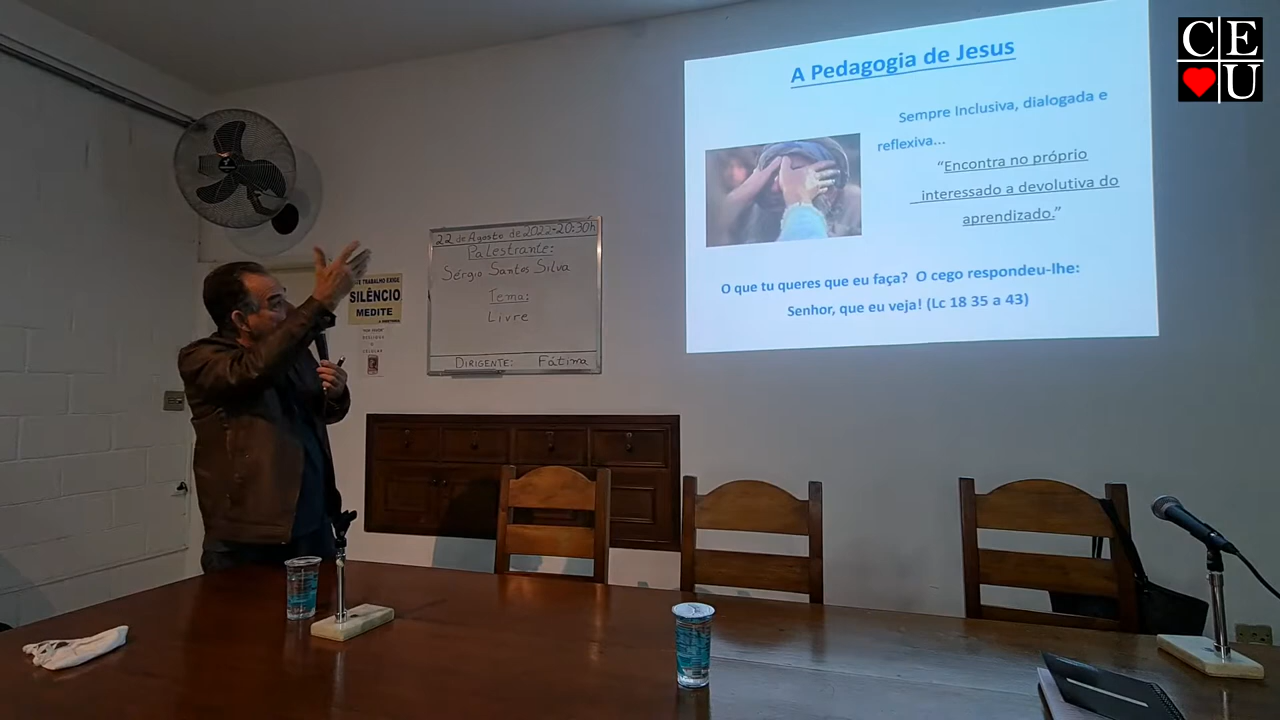 CE
U
A Pedagogia de Jesus
Sempre Inclusiva, dialogada e
reflexiva...
“Encontra no próprio
interessado a devolutiva do
aprendizado.”
O que tu queres que eu faça? O cego respondeu-lhe:
Senhor, que eu veja! (Lc 18 35 a 43)
22 de Agosto de 2022-20:30h
Palestrante:
Sérgio Santos Silva
Tema:
Livre
DIRIGENTE: Fátima
TRABALHO EXIGE
SILÊNCIO
MEDITE